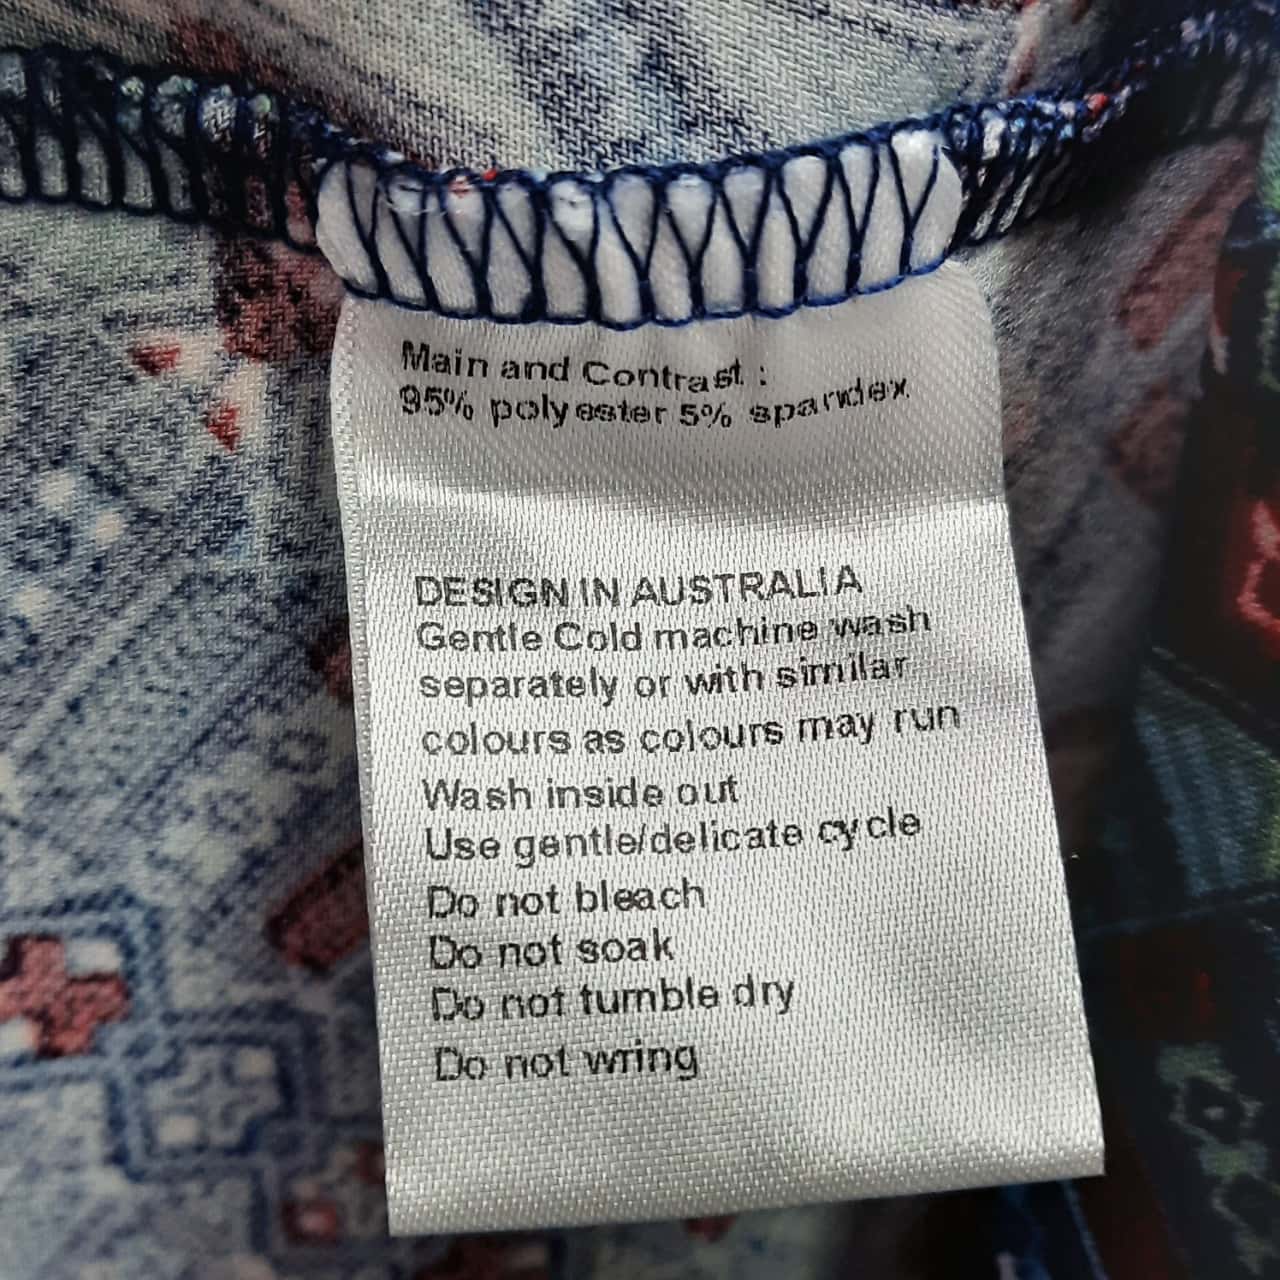 Main and Contrast :
95% polyester 5% spandex
DESIGN IN AUSTRALIA
Gentle Cold machine wash
separately or with similar
colours as colours may run
Wash inside out
Use gentle/delicate cycle
Do not bleach
Do not soak
Do not tumble dry
Do not wring